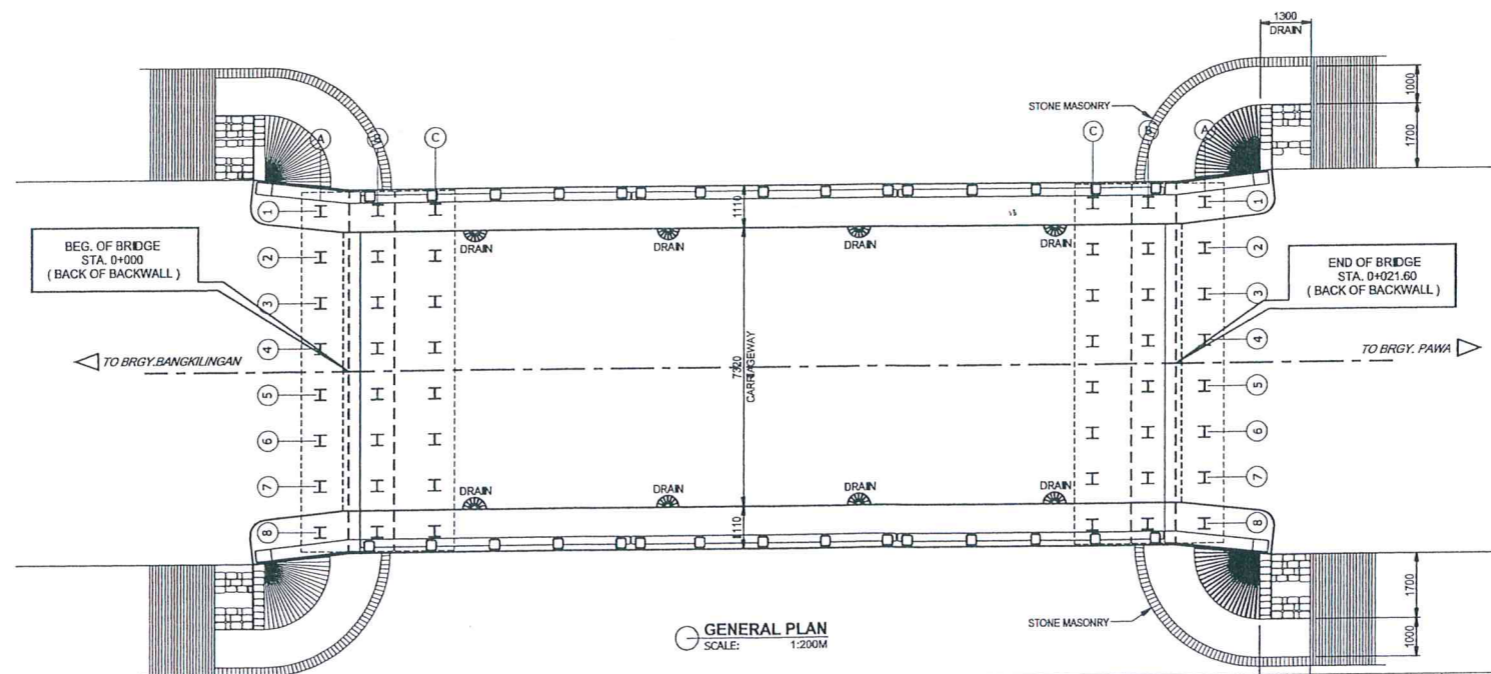 1300
DRAIN
1000
1700
STONE MASONRY
A
B
C
C
B
A
1
2
3
4
5
6
7
8
1110
DRAIN
DRAIN
DRAIN
DRAIN
1
2
3
4
5
6
7
8
BEG. OF BRIDGE
STA. 0+000
( BACK OF BACKWALL )
END OF BRIDGE
STA. 0+021.60
( BACK OF BACKWALL )
TO BRGY.BANGKILINGAN
7320
CARRIAGEWAY
TO BRGY. PAWA
DRAIN
DRAIN
DRAIN
DRAIN
1110
1700
1000
STONE MASONRY
GENERAL PLAN
SCALE: 1:200M